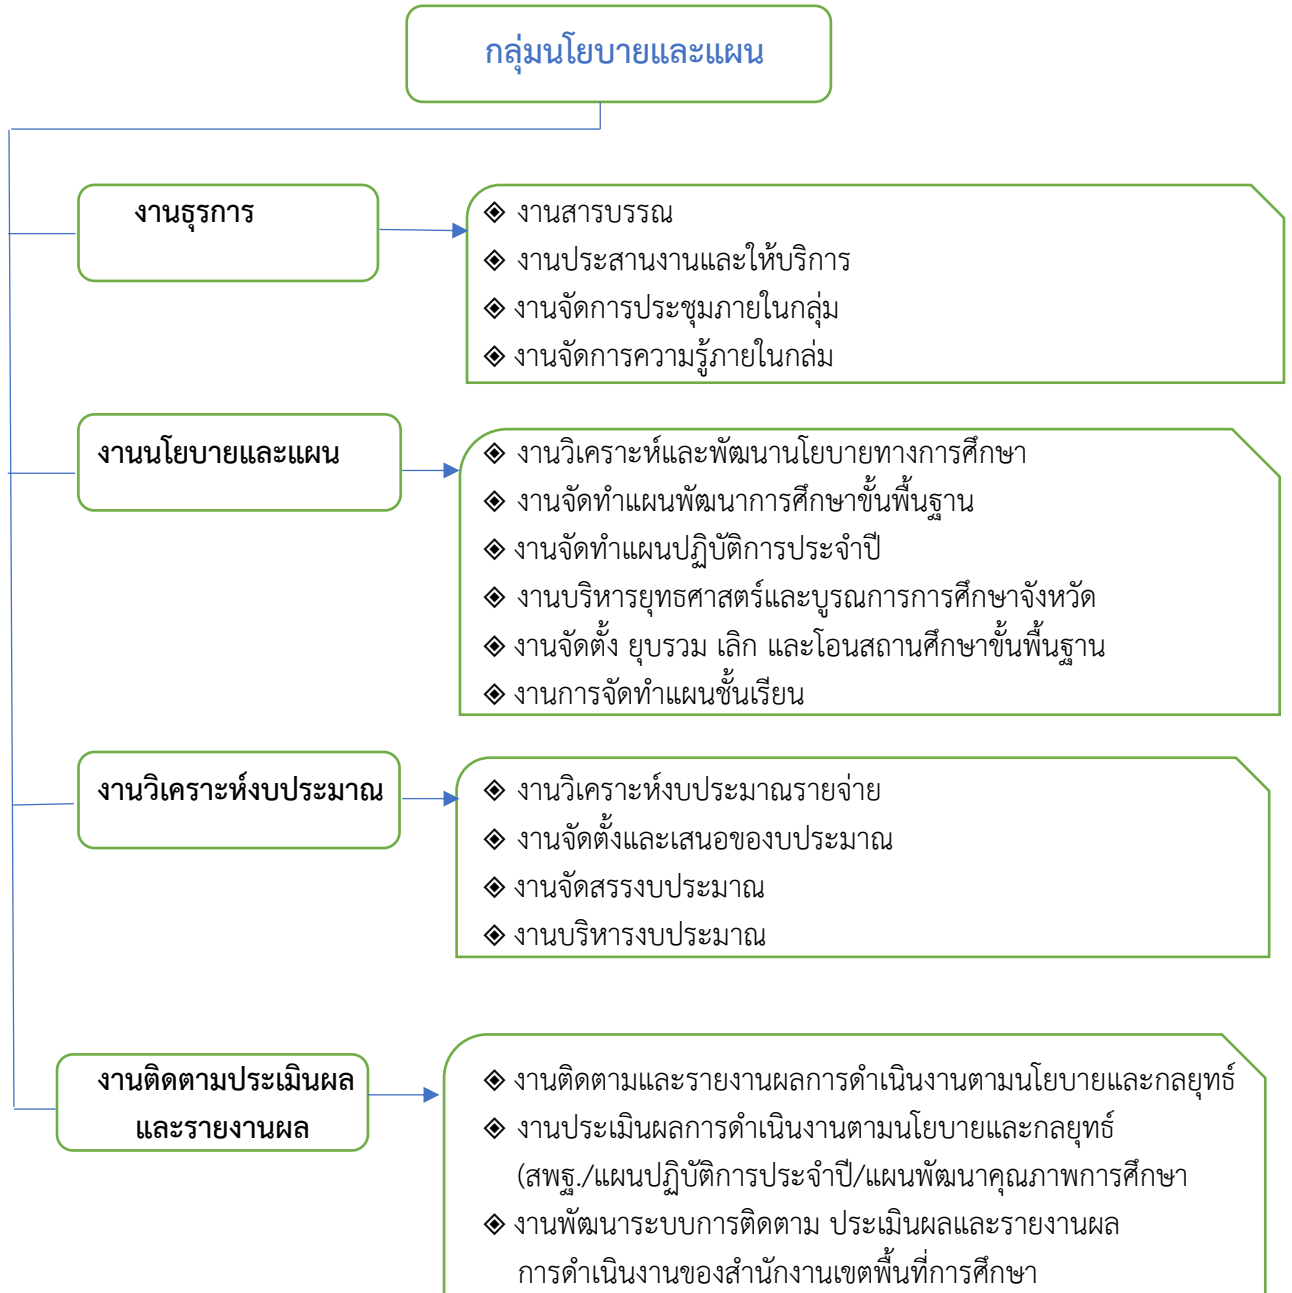 กลุ่มนโยบายและแผน
งานธุรการ
◈ งานสารบรรณ
◈ งานประสานงานและให้บริการ
◈ งานจัดการประชุมภายในกลุ่ม
◈ งานจัดการความรู้ภายในกล่ม
งานนโยบายและแผน
◈ งานวิเคราะห์และพัฒนานโยบายทางการศึกษา
◈ งานจัดทำแผนพัฒนาการศึกษาขั้นพื้นฐาน
◈ งานจัดทำแผนปฏิบัติการประจำปี
◈ งานบริหารยุทธศาสตร์และบูรณการการศึกษาจังหวัด
◈ งานจัดตั้ง ยุบรวม เลิก และโอนสถานศึกษาขั้นพื้นฐาน
◈ งานการจัดทำแผนชั้นเรียน
งานวิเคราะห์งบประมาณ
◈ งานวิเคราะห์งบประมาณรายจ่าย
◈ งานจัดตั้งและเสนอของบประมาณ
◈ งานจัดสรรงบประมาณ
◈ งานบริหารงบประมาณ
งานติดตามประเมินผล
และรายงานผล
◈ งานติดตามและรายงานผลการดำเนินงานตามนโยบายและกลยุทธ์
◈ งานประเมินผลการดำเนินงานตามนโยบายและกลยุทธ์
(สพฐ./แผนปฏิบัติการประจำปี/แผนพัฒนาคุณภาพการศึกษา
◈ งานพัฒนาระบบการติดตาม ประเมินผลและรายงานผล
การดำเนินงานของสำนักงานเขตพื้นที่การศึกษา